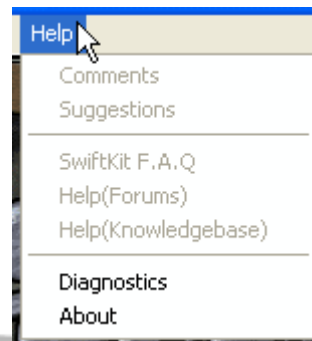 Help
Comments
Suggestions
SwiftKit F.A.Q
Help(Forums)
Help(Knowledgebase)
Diagnostics
About